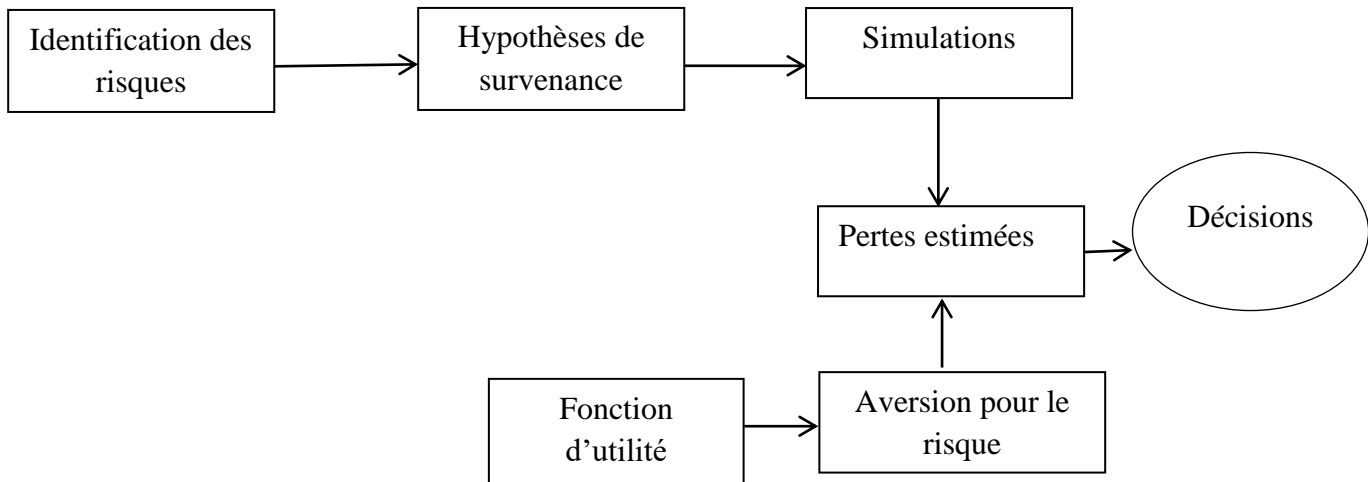 Identification des
risques
Hypothèses de
survenance
Simulations
Pertes estimées
Décisions
Fonction
d’utilité
Aversion pour le
risque